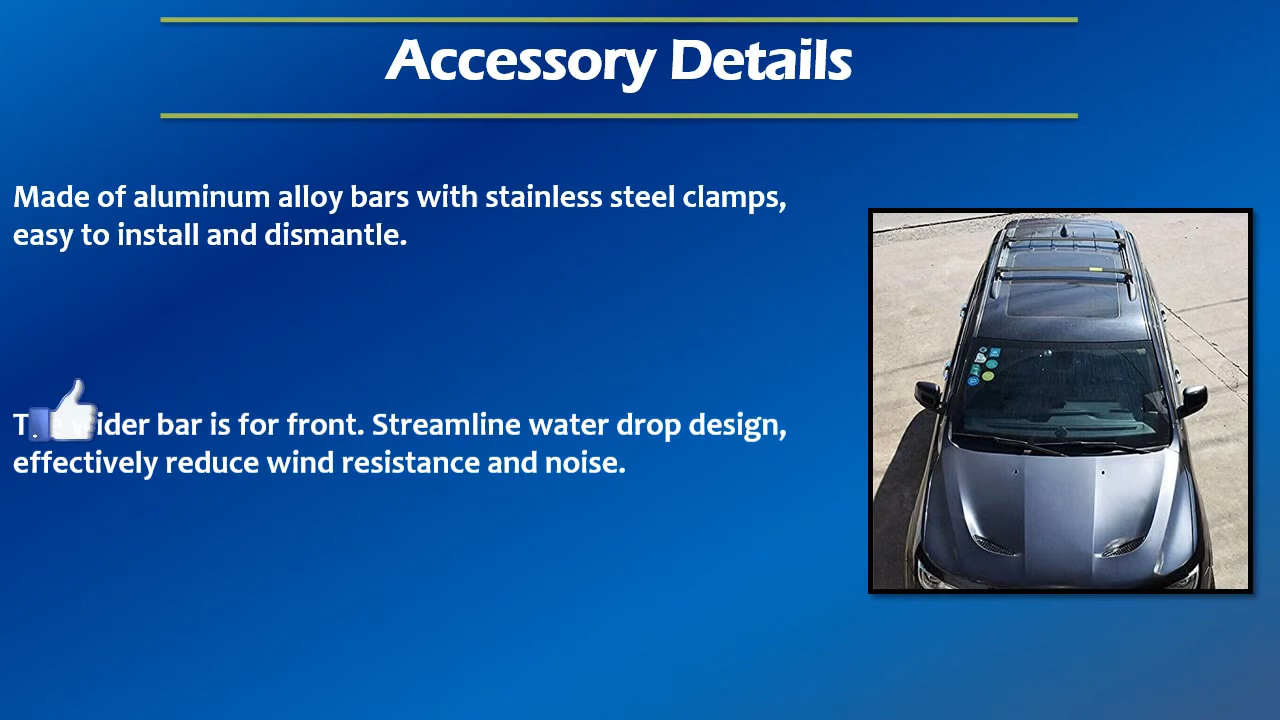 Accessory Details
Made of aluminum alloy bars with stainless steel clamps,
easy to install and dismantle.
bar is for front. Streamline water drop design,
effectively reduce wind resistance and noise.